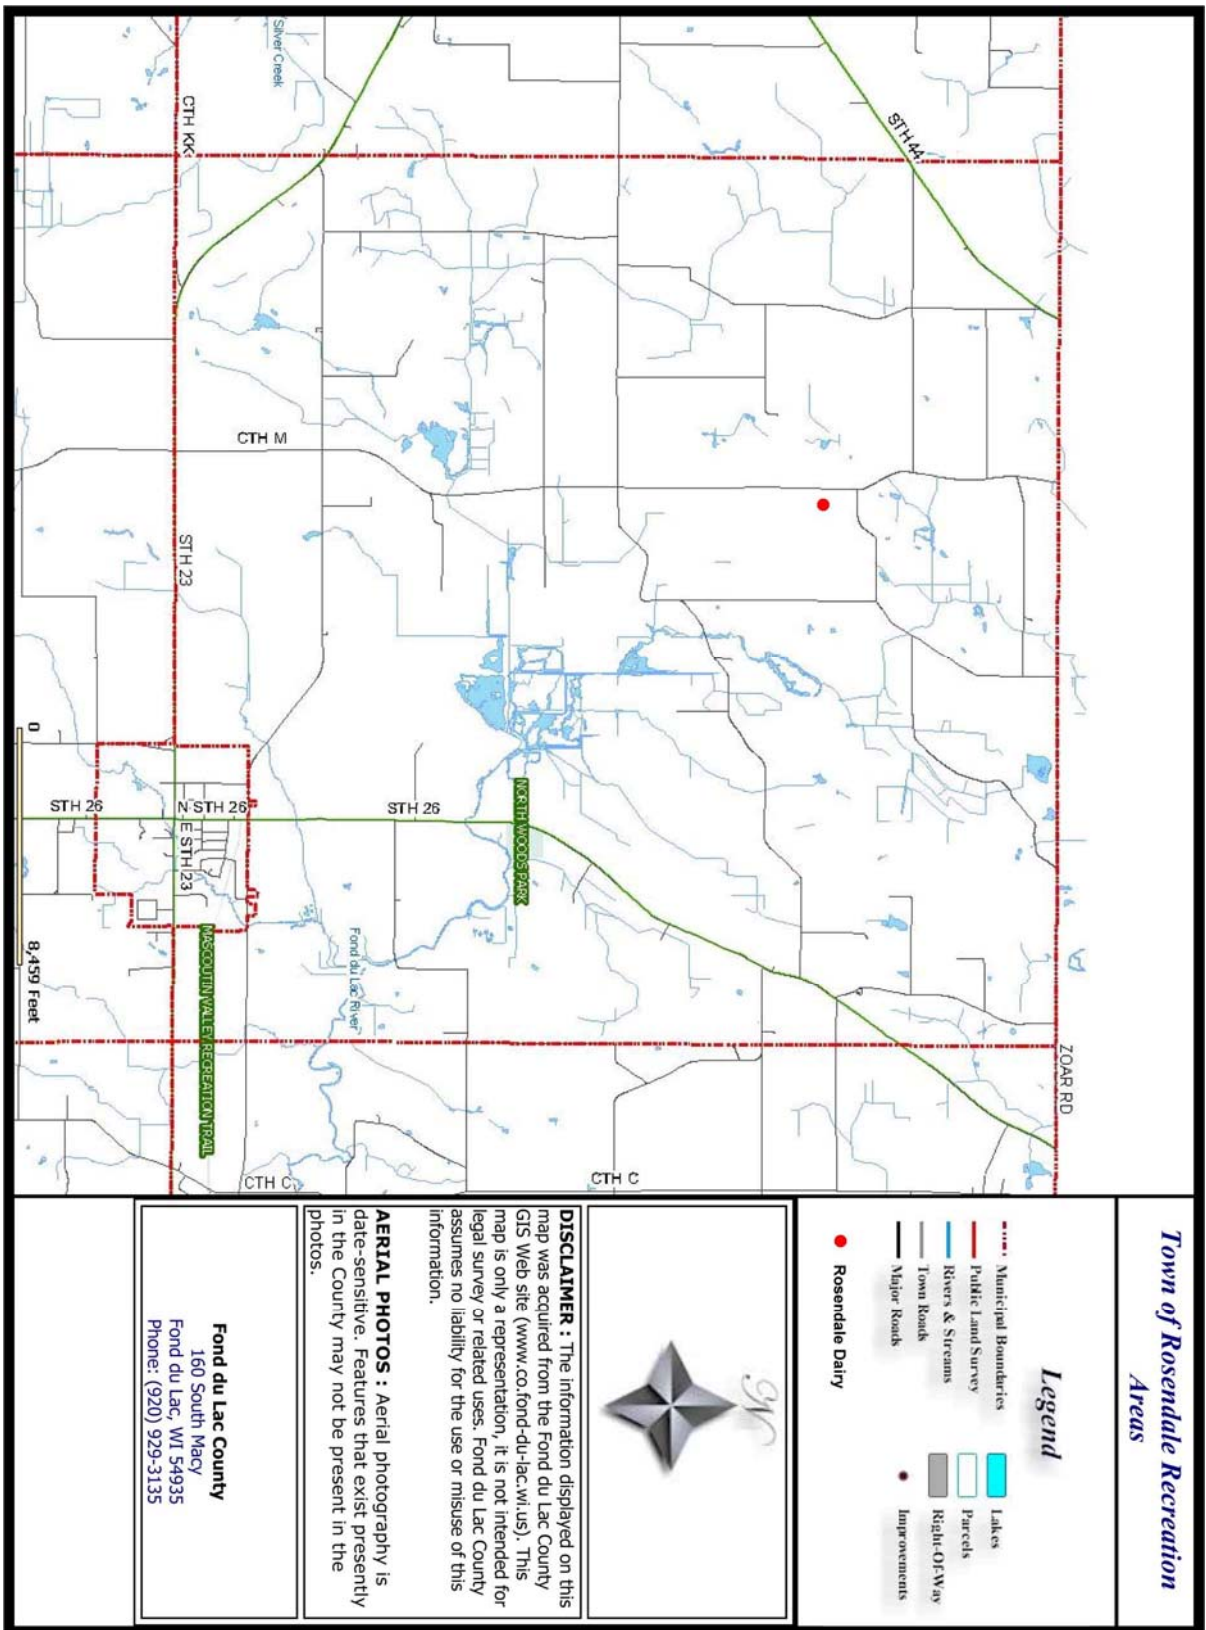 Town of Rosendale Recreation
Areas
Legend
Municipal Boundaries
Public Land Survey
Rivers & Streams
Town Roads
Major Roads
Rosendale Dairy
Lakes
Parcels
Right-Of-Way
Improvements
N
DISCLAIMER : The information displayed on this
map was acquired from the Fond du Lac County
GIS Web site (www.co.fond-du-lac.wi.us). This
map is only a representation, it is not intended for
legal survey or related uses. Fond du Lac County
assumes no liability for the use or misuse of this
information.
AERIAL PHOTOS : Aerial photography is
date-sensitive. Features that exist presently
in the County may not be present in the
photos.
Fond du Lac County
160 South Macy
Fond du Lac, WI 54935
Phone: (920) 929-3135
ZOAR RD
STH 44
CTH C
NORTH WOODS PARK
STH 26
Fond du Lac River
Silver Creek
CTH M
CTH C
MASCOUTIN VALLEY RECREATION TRAIL
CTH KK
STH 23
N STH 26
E STH 23
STH 26
0
8,459 Feet